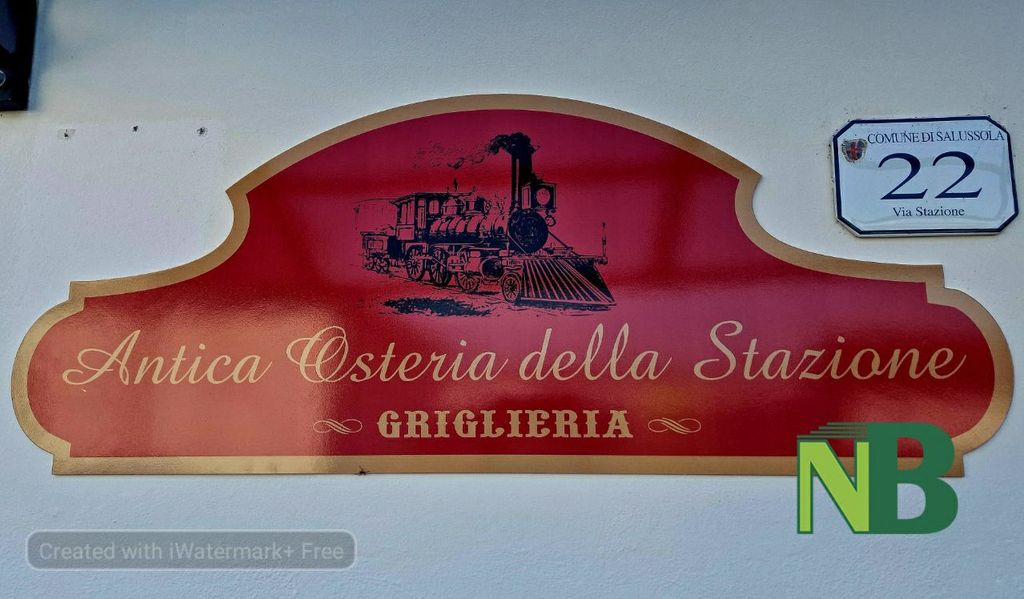 COMUNE DI SALUSSOLA
22
Via Stazione
Antica Osteria della Stazione
GRIGLIERIA
NB
Created with iWatermark+ Free